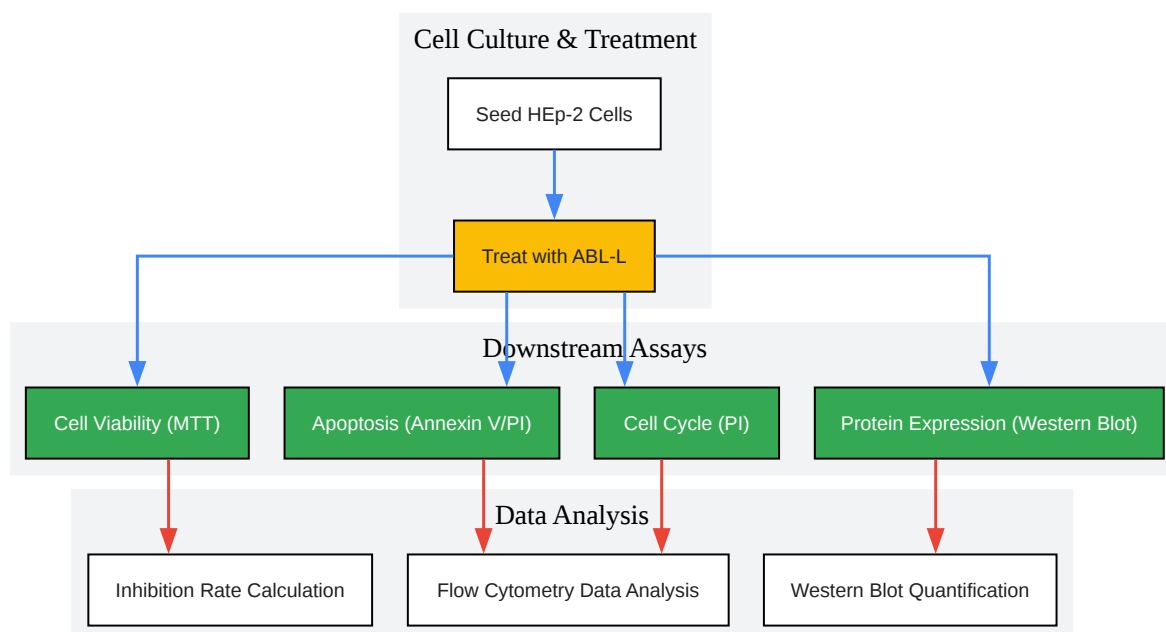 Cell Culture & Treatment
Seed HEp-2 Cells
Treat with ABL-L
Downstream Assays
Cell Viability (MTT)
Apoptosis (Annexin V/PI)
Cell Cycle (PI)
Protein Expression (Western Blot)
Data Analysis
Inhibition Rate Calculation
Flow Cytometry Data Analysis
Western Blot Quantification